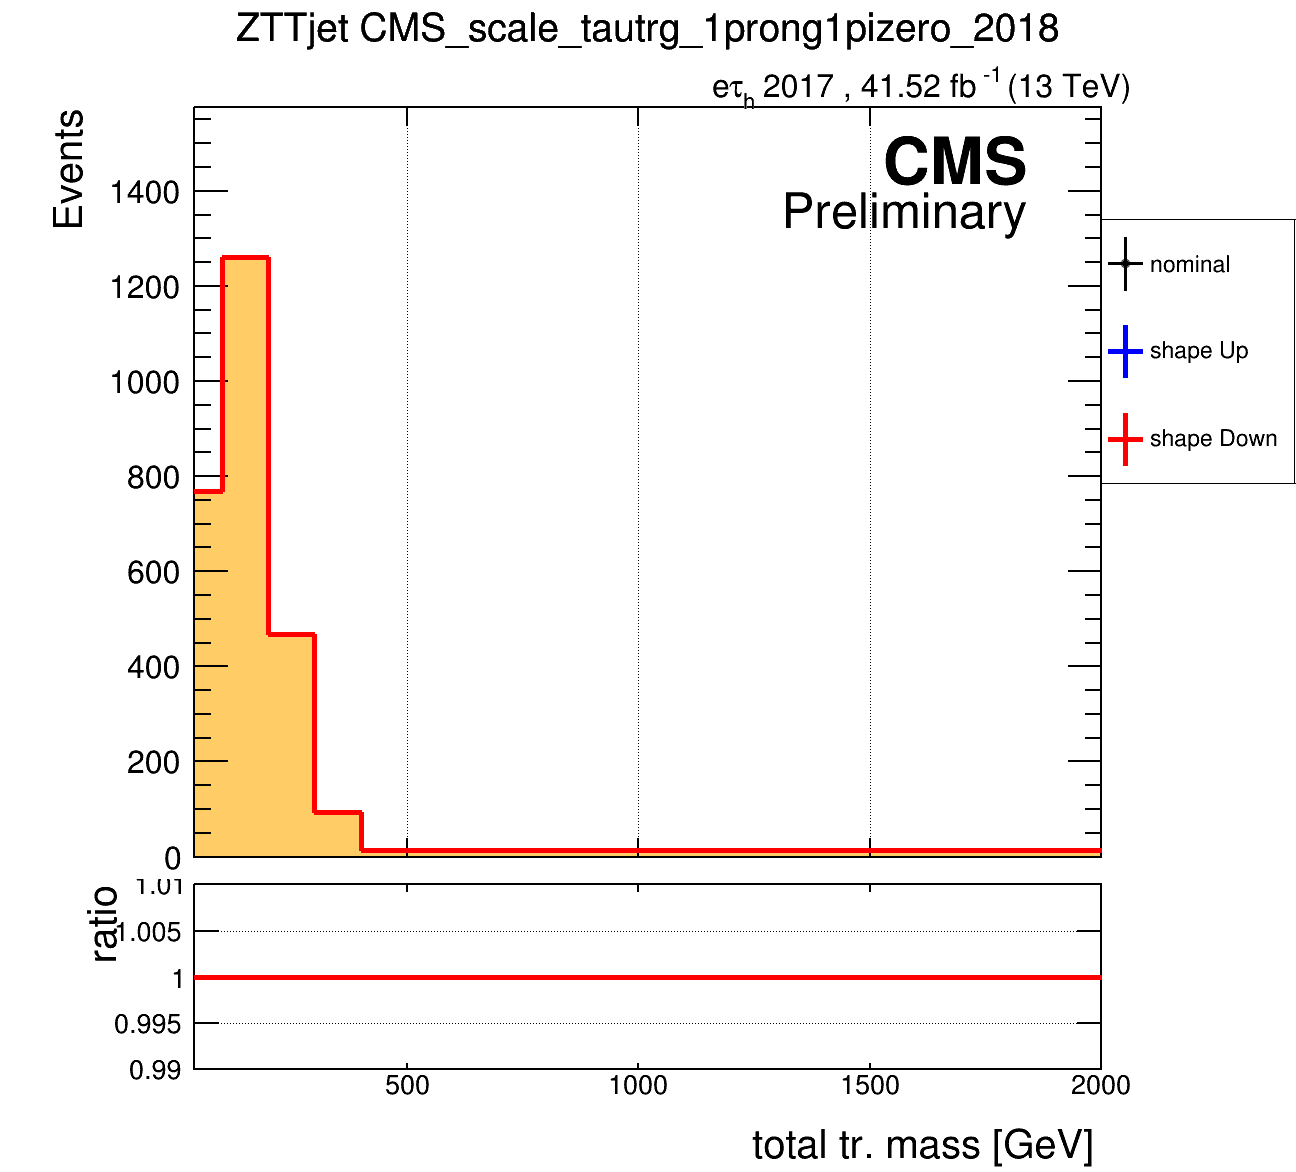 ZTTjet CMS_scale_tautrg_1prong1pizero_2018
eτh 2017 , 41.52 fb -1 (13 TeV)
Events
CMS
Preliminary
1400
1200
1000
800
600
400
200
0
nominal
shape Up
shape Down
ratio
1.01
1.005
1
0.995
0.99
500
1000
1500
2000
total tr. mass [GeV]